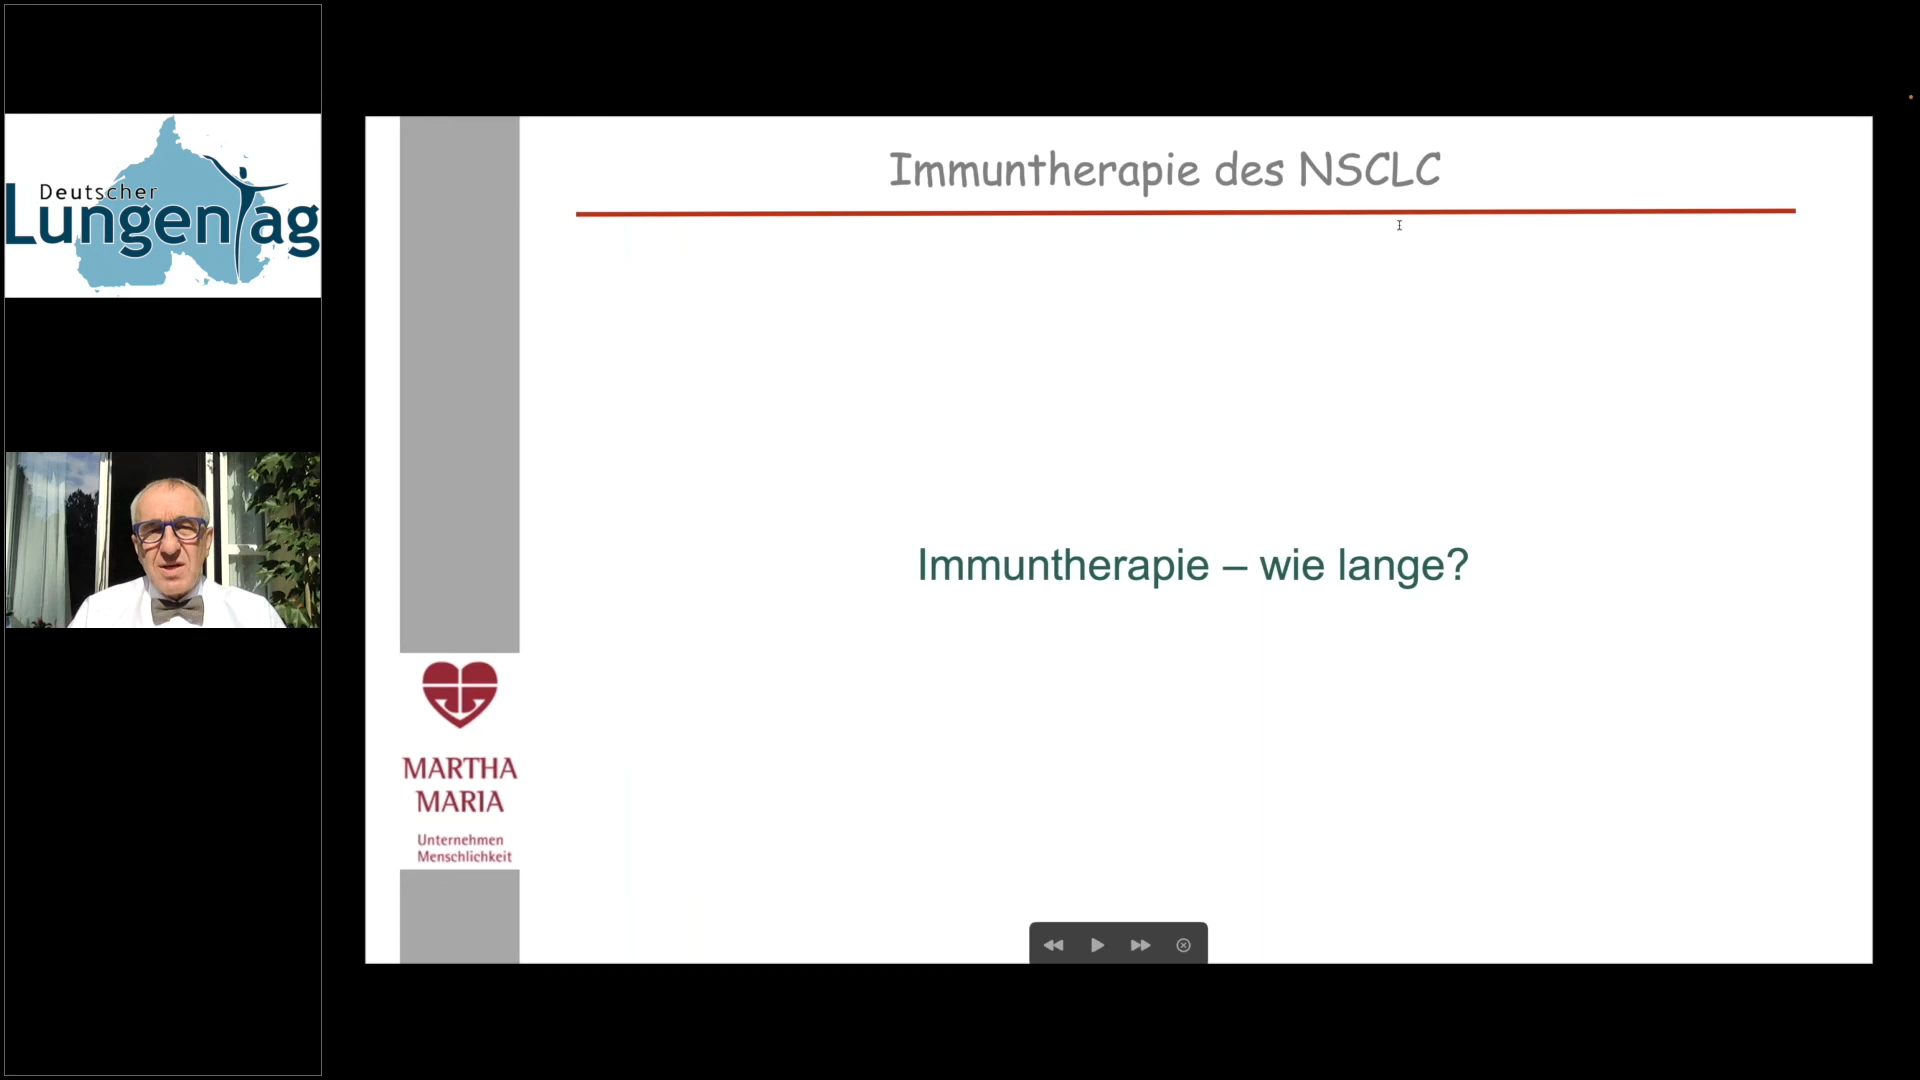 Deutscher
LungenTag
Immuntherapie des NSCLC
Immuntherapie – wie lange?
MARTHA
MARIA
Unternehmen
Menschlichkeit